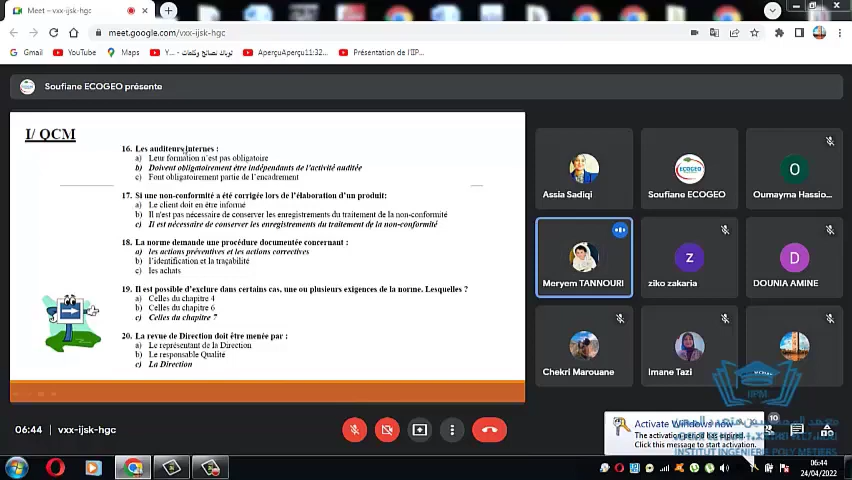 Meet – vxx-ijsk-hgc
meet.google.com/vxx-ijsk-hgc
Gmail
YouTube
Maps
Y...
توباك نصائح وكلمات -
AperçuAperçu11:32...
Présentation de l'IIP...
Soufiane ECOGEO présente
I/ QCM
16. Les auditeurs internes :
a) Leur formation n'est pas obligatoire
b) Doivent obligatoirement être indépendants de l'activité auditée
c) Font obligatoirement partie de l'encadrement
17. Si une non-conformité a été corrigée lors de l'élaboration d'un produit:
a) Le client doit en être informé
b) Il n'est pas nécessaire de conserver les enregistrements du traitement de la non-conformité
c) Il est nécessaire de conserver les enregistrements du traitement de la non-conformité
18. La norme demande une procédure documentée concernant :
a) les actions préventives et les actions correctives
b) l'identification et la traçabilité
c) les achats
19. Il est possible d'exclure dans certains cas, une ou plusieurs exigences de la norme. Lesquelles ?
a) Celles du chapitre 4
b) Celles du chapitre 6
c) Celles du chapitre 7
20. La revue de Direction doit être menée par :
a) Le représentant de la Direction
b) Le responsable Qualité
c) La Direction
Assia Sadiqi
ECOGEO
Soufiane ECOGEO
O
Oumayma Hassio...
Meryem TANNOURI
z
ziko zakaria
D
DOUNIA AMINE
Chekri Marouane
Imane Tazi
IIPM
06:44
vxx-ijsk-hgc
10
Activate Windows now
The activation period has expired.
Click this message to start activation.
INSTITUT INGENIERIE POLY METIERS
06:44
24/04/2022